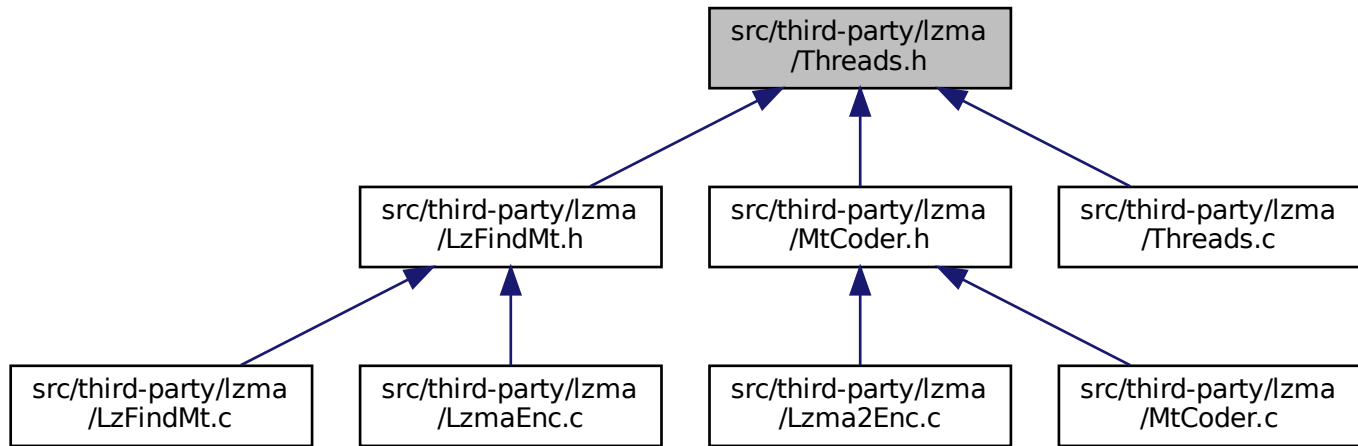 src/third-party/lzma
/Threads.h
src/third-party/lzma
/LzFindMt.h
src/third-party/lzma
/MtCoder.h
src/third-party/lzma
/Threads.c
src/third-party/lzma
/LzFindMt.c
src/third-party/lzma
/LzmaEnc.c
src/third-party/lzma
/Lzma2Enc.c
src/third-party/lzma
/MtCoder.c